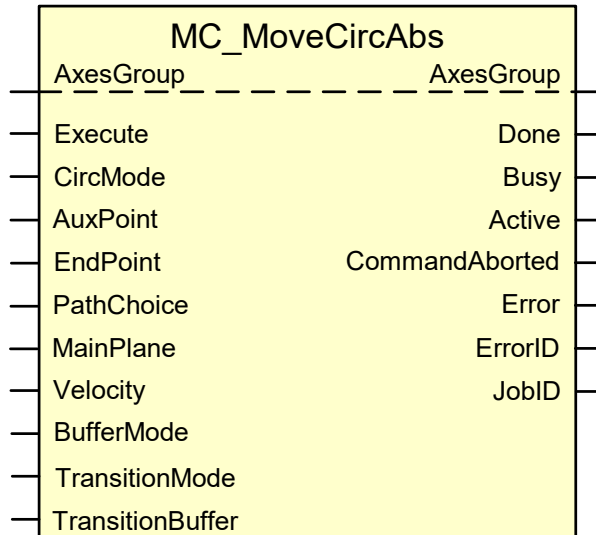 MC_MoveCircAbs
AxesGroup AxesGroup
Execute Done
CircMode Busy
AuxPoint Active
EndPoint CommandAborted
PathChoice Error
MainPlane ErrorID
Velocity JobID
BufferMode
TransitionMode
TransitionBuffer